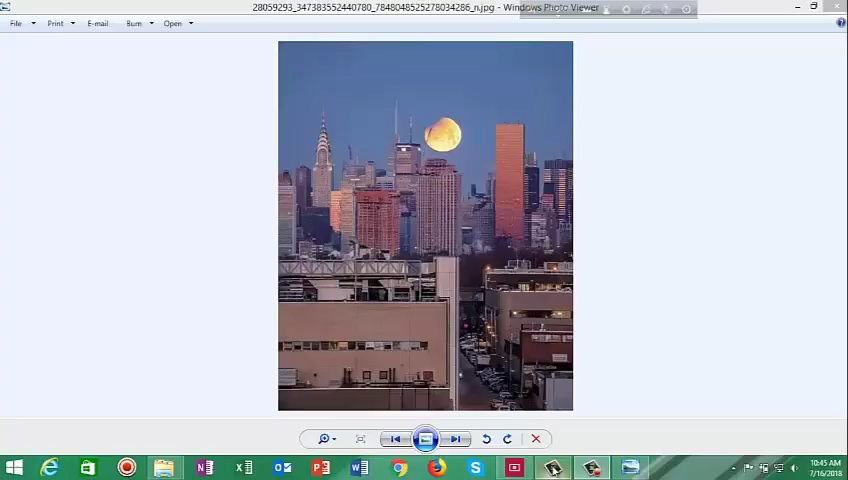 28059293_347383552440780_7848048525278034286_n.jpg - Windows Photo Viewer
File Print E-mail Burn Open
10:45 AM
7/16/2018